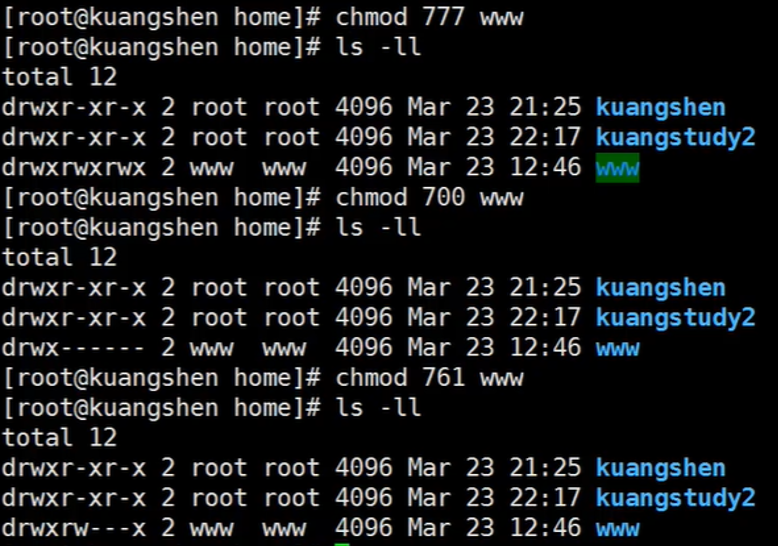 [root@kuangshen home]# chmod 777 www
[root@kuangshen home]# ls -ll
total 12
drwxr-xr-x 2 root root 4096 Mar 23 21:25 kuangshen
drwxr-xr-x 2 root root 4096 Mar 23 22:17 kuangstudy2
drwxrwxrwx 2 www  www  4096 Mar 23 12:46 www
[root@kuangshen home]# chmod 700 www
[root@kuangshen home]# ls -ll
total 12
drwxr-xr-x 2 root root 4096 Mar 23 21:25 kuangshen
drwxr-xr-x 2 root root 4096 Mar 23 22:17 kuangstudy2
drwx------ 2 www  www  4096 Mar 23 12:46 www
[root@kuangshen home]# chmod 761 www
[root@kuangshen home]# ls -ll
total 12
drwxr-xr-x 2 root root 4096 Mar 23 21:25 kuangshen
drwxr-xr-x 2 root root 4096 Mar 23 22:17 kuangstudy2
drwxrw---x 2 www  www  4096 Mar 23 12:46 www